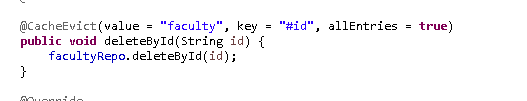 @CacheEvict(value = "faculty", key = "#id", allEntries = true)
public void deleteById(String id) {
facultyRepo.deleteById(id);
}
@Override